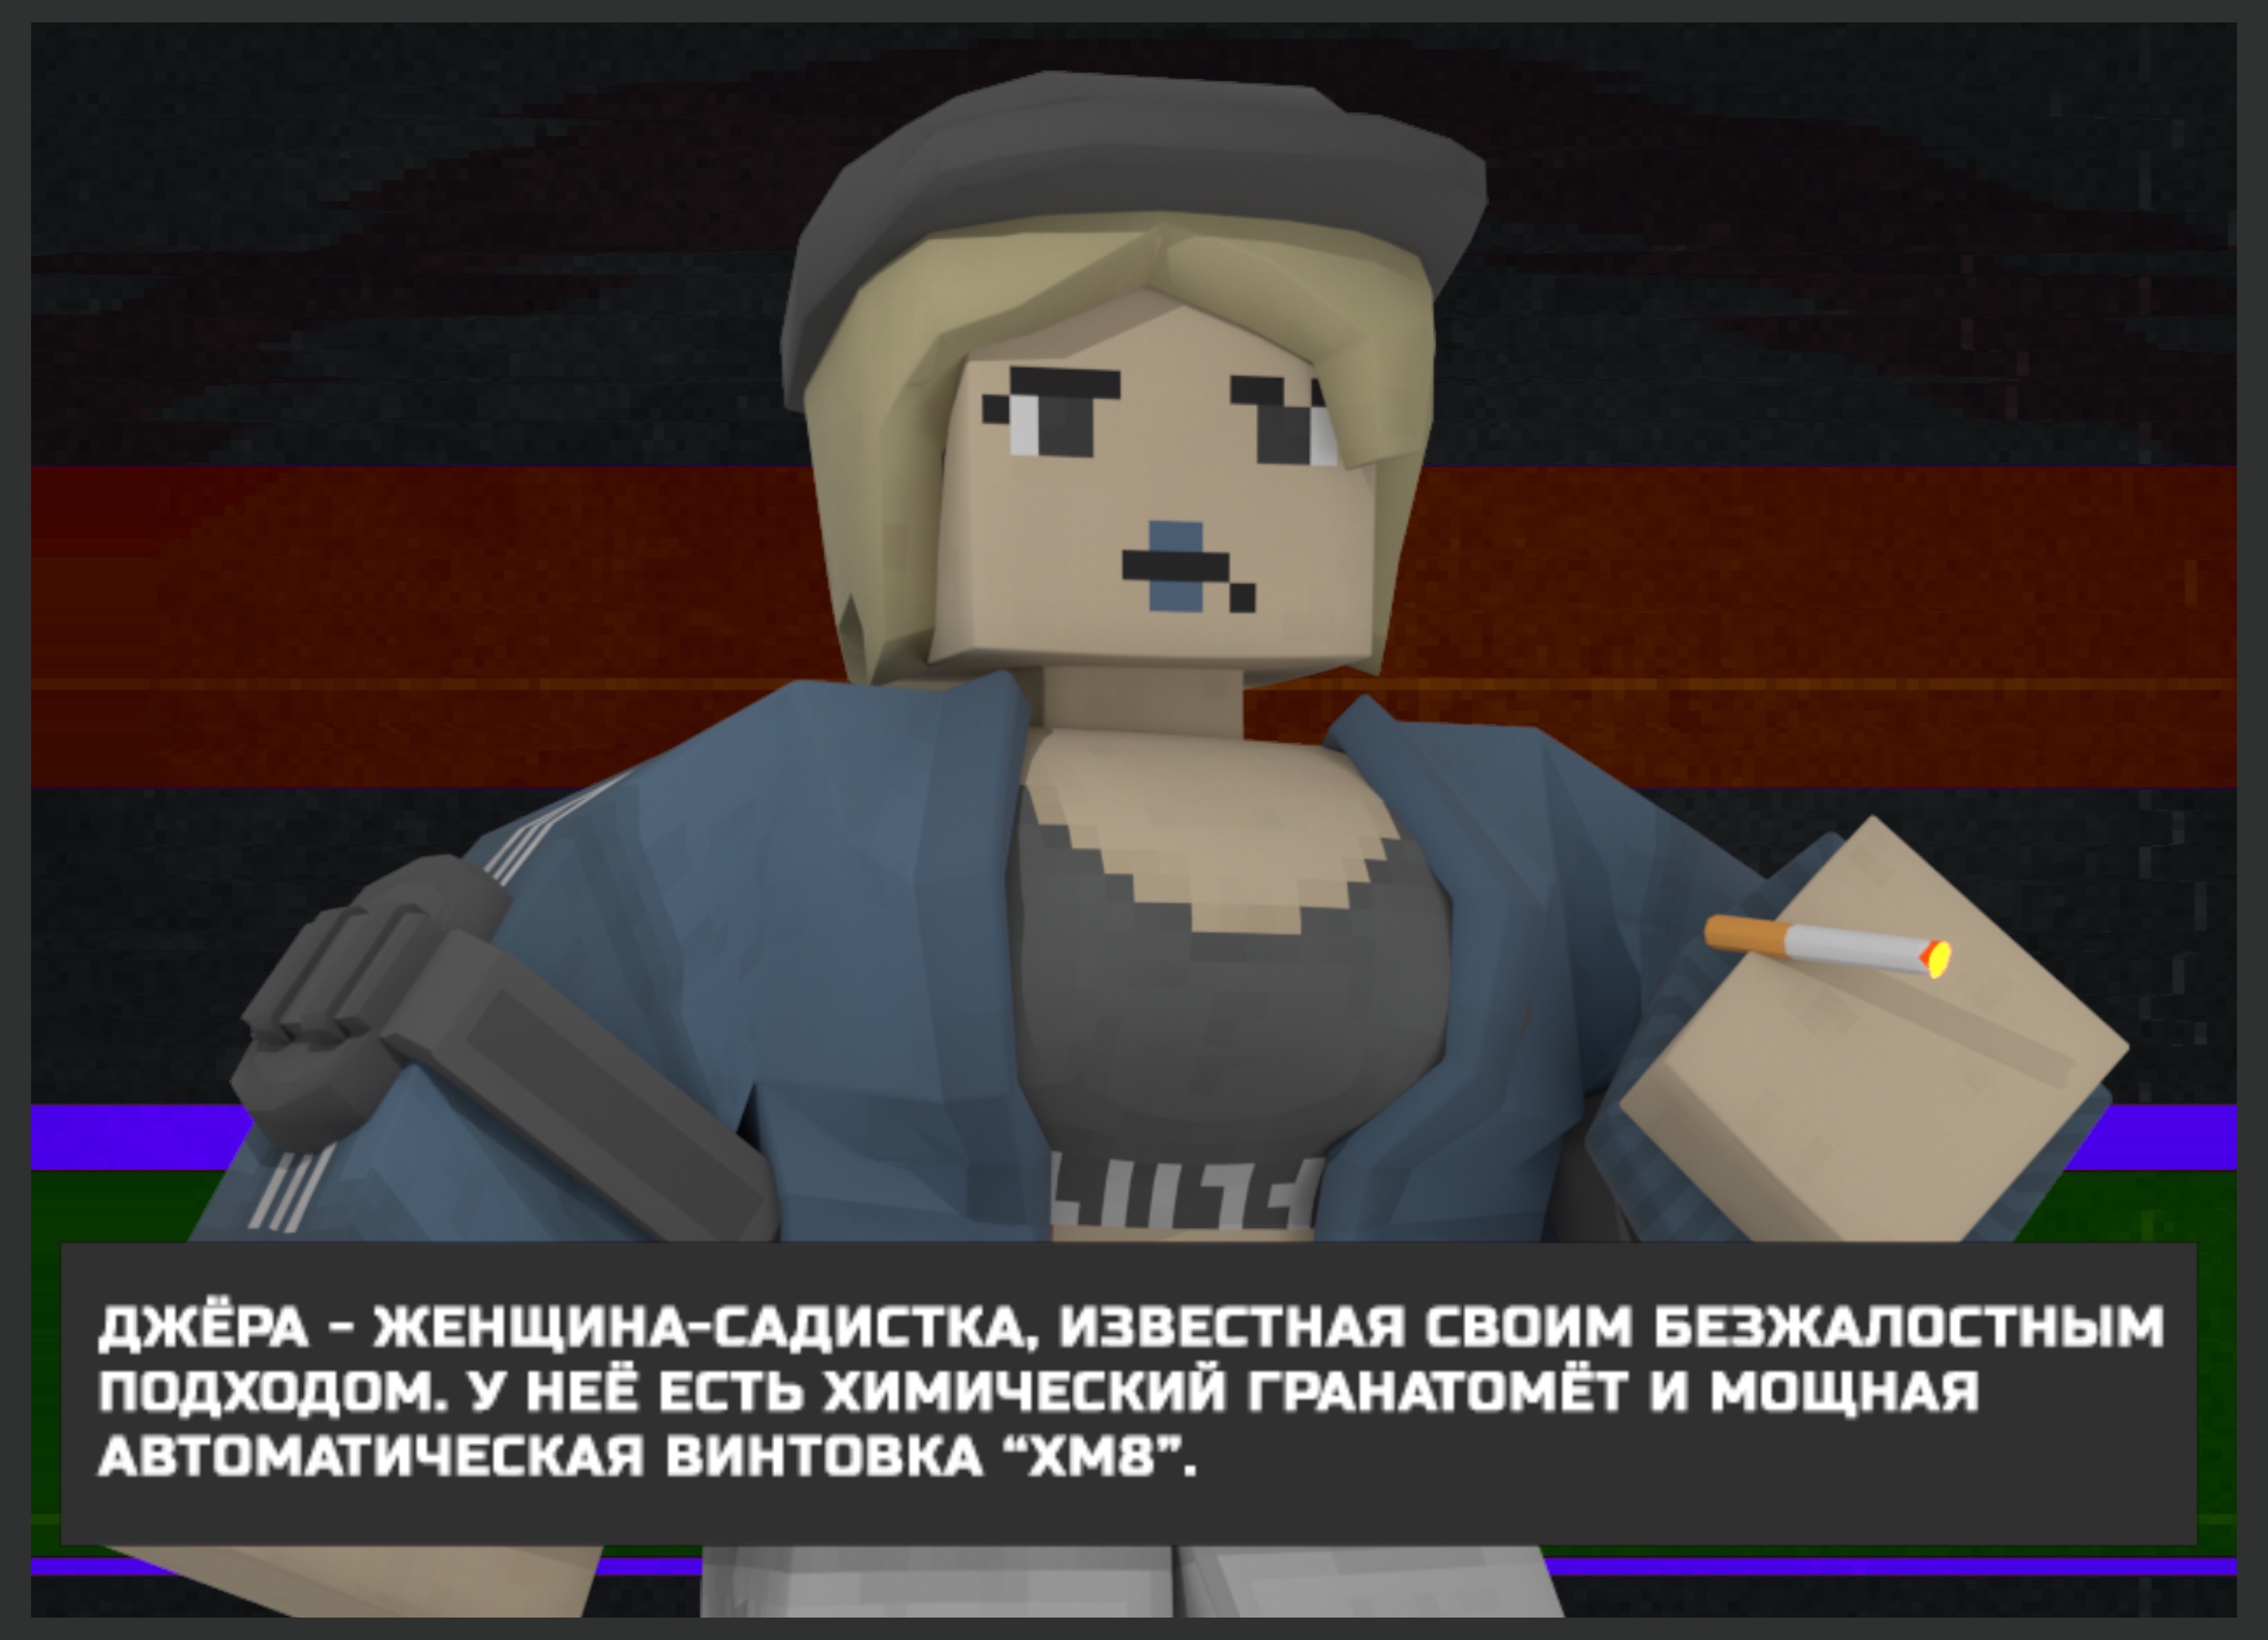 ДЖЁРА - ЖЕНЩИНА-САДИСТКА, ИЗВЕСТНАЯ СВОИМ БЕЗЖАЛОСТНЫМ
ПОДХОДОМ. У НЕЁ ЕСТЬ ХИМИЧЕСКИЙ ГРАНАТОМЁТ И МОЩНАЯ
АВТОМАТИЧЕСКАЯ ВИНТОВКА “XM8”.